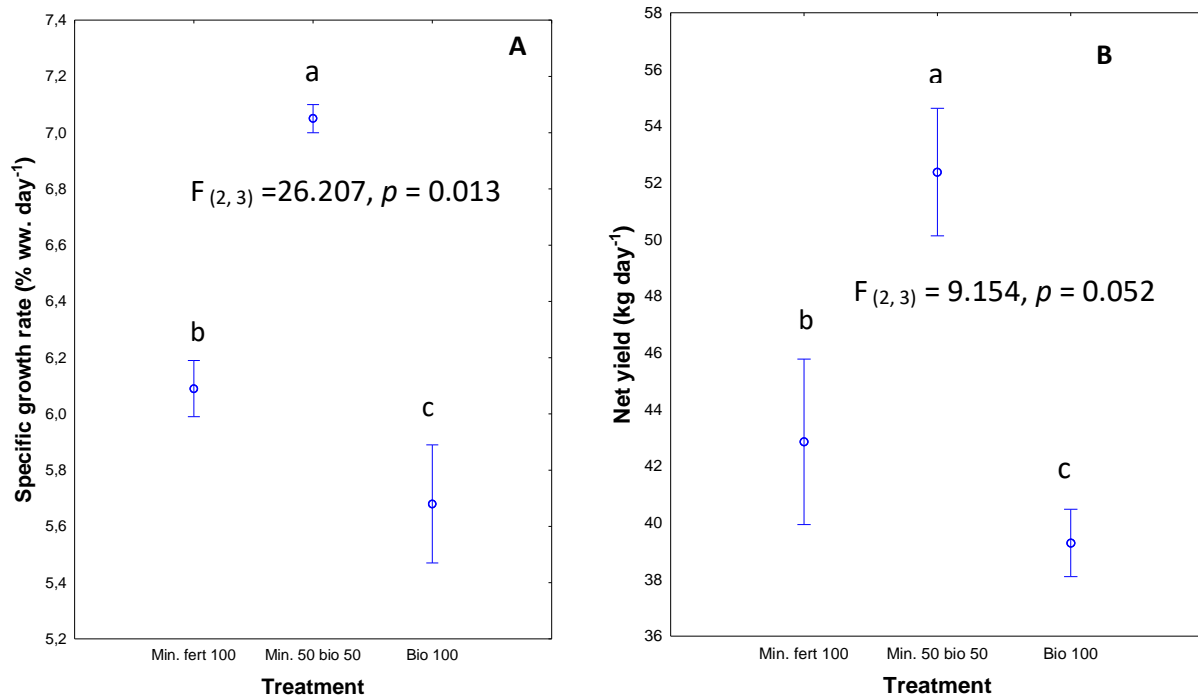 A
Specific growth rate (% ww. day⁻¹)
7,4
7,2
7,0
6,8
6,6
6,4
6,2
6,0
5,8
5,6
5,4
5,2
a
b
c
F (2, 3) =26.207, p = 0.013
Min. fert 100 Min. 50 bio 50 Bio 100
Treatment
B
Net yield (kg day⁻¹)
58
56
54
52
50
48
46
44
42
40
38
36
a
b
c
F (2, 3) = 9.154, p = 0.052
Min. fert 100 Min. 50 bio 50 Bio 100
Treatment